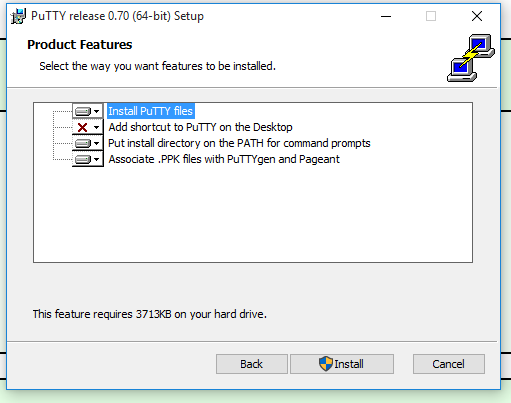 PuTTY release 0.70 (64-bit) Setup
Product Features
Select the way you want features to be installed.
Install PuTTY files
Add shortcut to PuTTY on the Desktop
Put install directory on the PATH for command prompts
Associate .PPK files with PuTTYgen and Pageant
This feature requires 3713KB on your hard drive.
Back Install Cancel